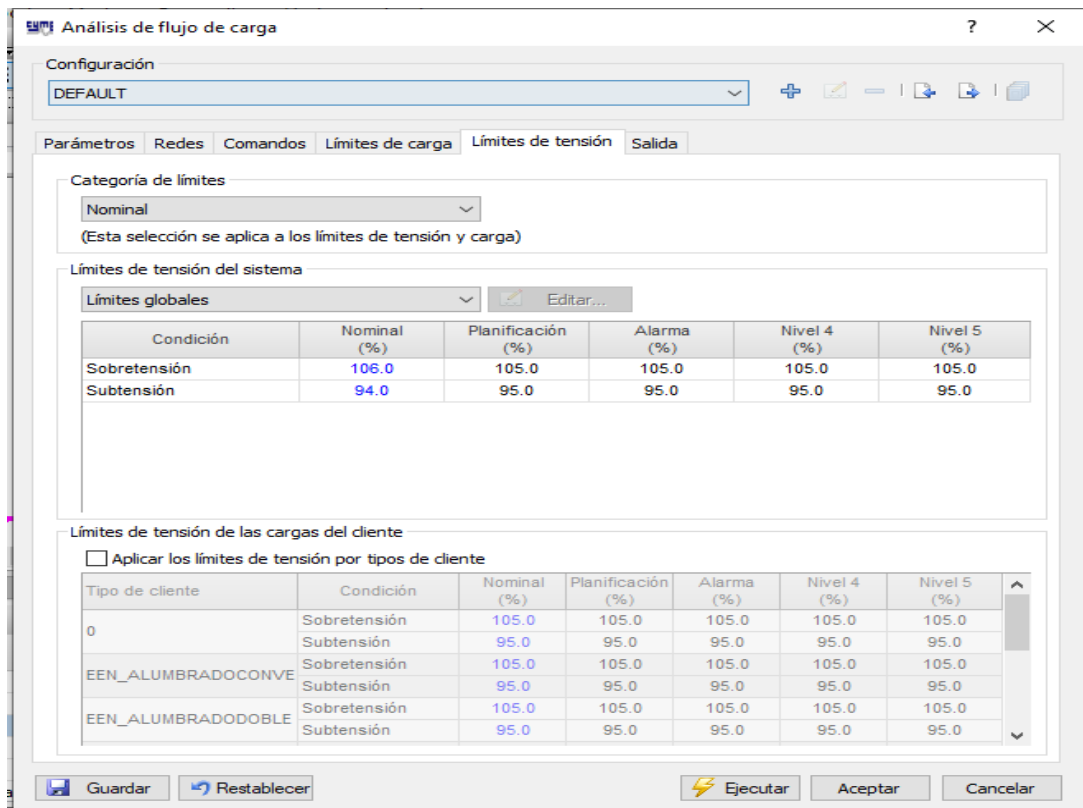 CYME Análisis de flujo de carga ?
Configuración
DEFAULT
Parámetros Redes Comandos Límites de carga Límites de tensión Salida
Categoría de límites
Nominal
(Esta selección se aplica a los límites de tensión y carga)
Límites de tensión del sistema
Límites globales Editar...
Condición Nominal (%) Planificación (%) Alarma (%) Nivel 4 (%) Nivel 5 (%)
Sobretensión 106.0 105.0 105.0 105.0 105.0
Subtensión 94.0 95.0 95.0 95.0 95.0
Límites de tensión de las cargas del cliente
Aplicar los límites de tensión por tipos de cliente
Tipo de cliente Condición Nominal (%) Planificación (%) Alarma (%) Nivel 4 (%) Nivel 5 (%)
0 Sobretensión 105.0 105.0 105.0 105.0 105.0
Subtensión 95.0 95.0 95.0 95.0 95.0
EEN_ALUMBRADOCONVE Sobretensión 105.0 105.0 105.0 105.0 105.0
Subtensión 95.0 95.0 95.0 95.0 95.0
EEN_ALUMBRADODOBLE Sobretensión 105.0 105.0 105.0 105.0 105.0
Subtensión 95.0 95.0 95.0 95.0 95.0
Guardar Restablecer Ejecutar Aceptar Cancelar